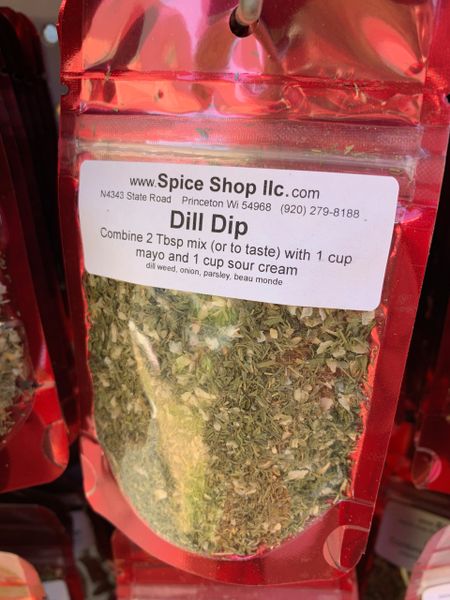 www.Spice Shop llc.com
N4343 State Road Princeton Wi 54968 (920) 279-8188
Dill Dip
Combine 2 Tbsp mix (or to taste) with 1 cup
mayo and 1 cup sour cream
dill weed, onion, parsley, beau monde